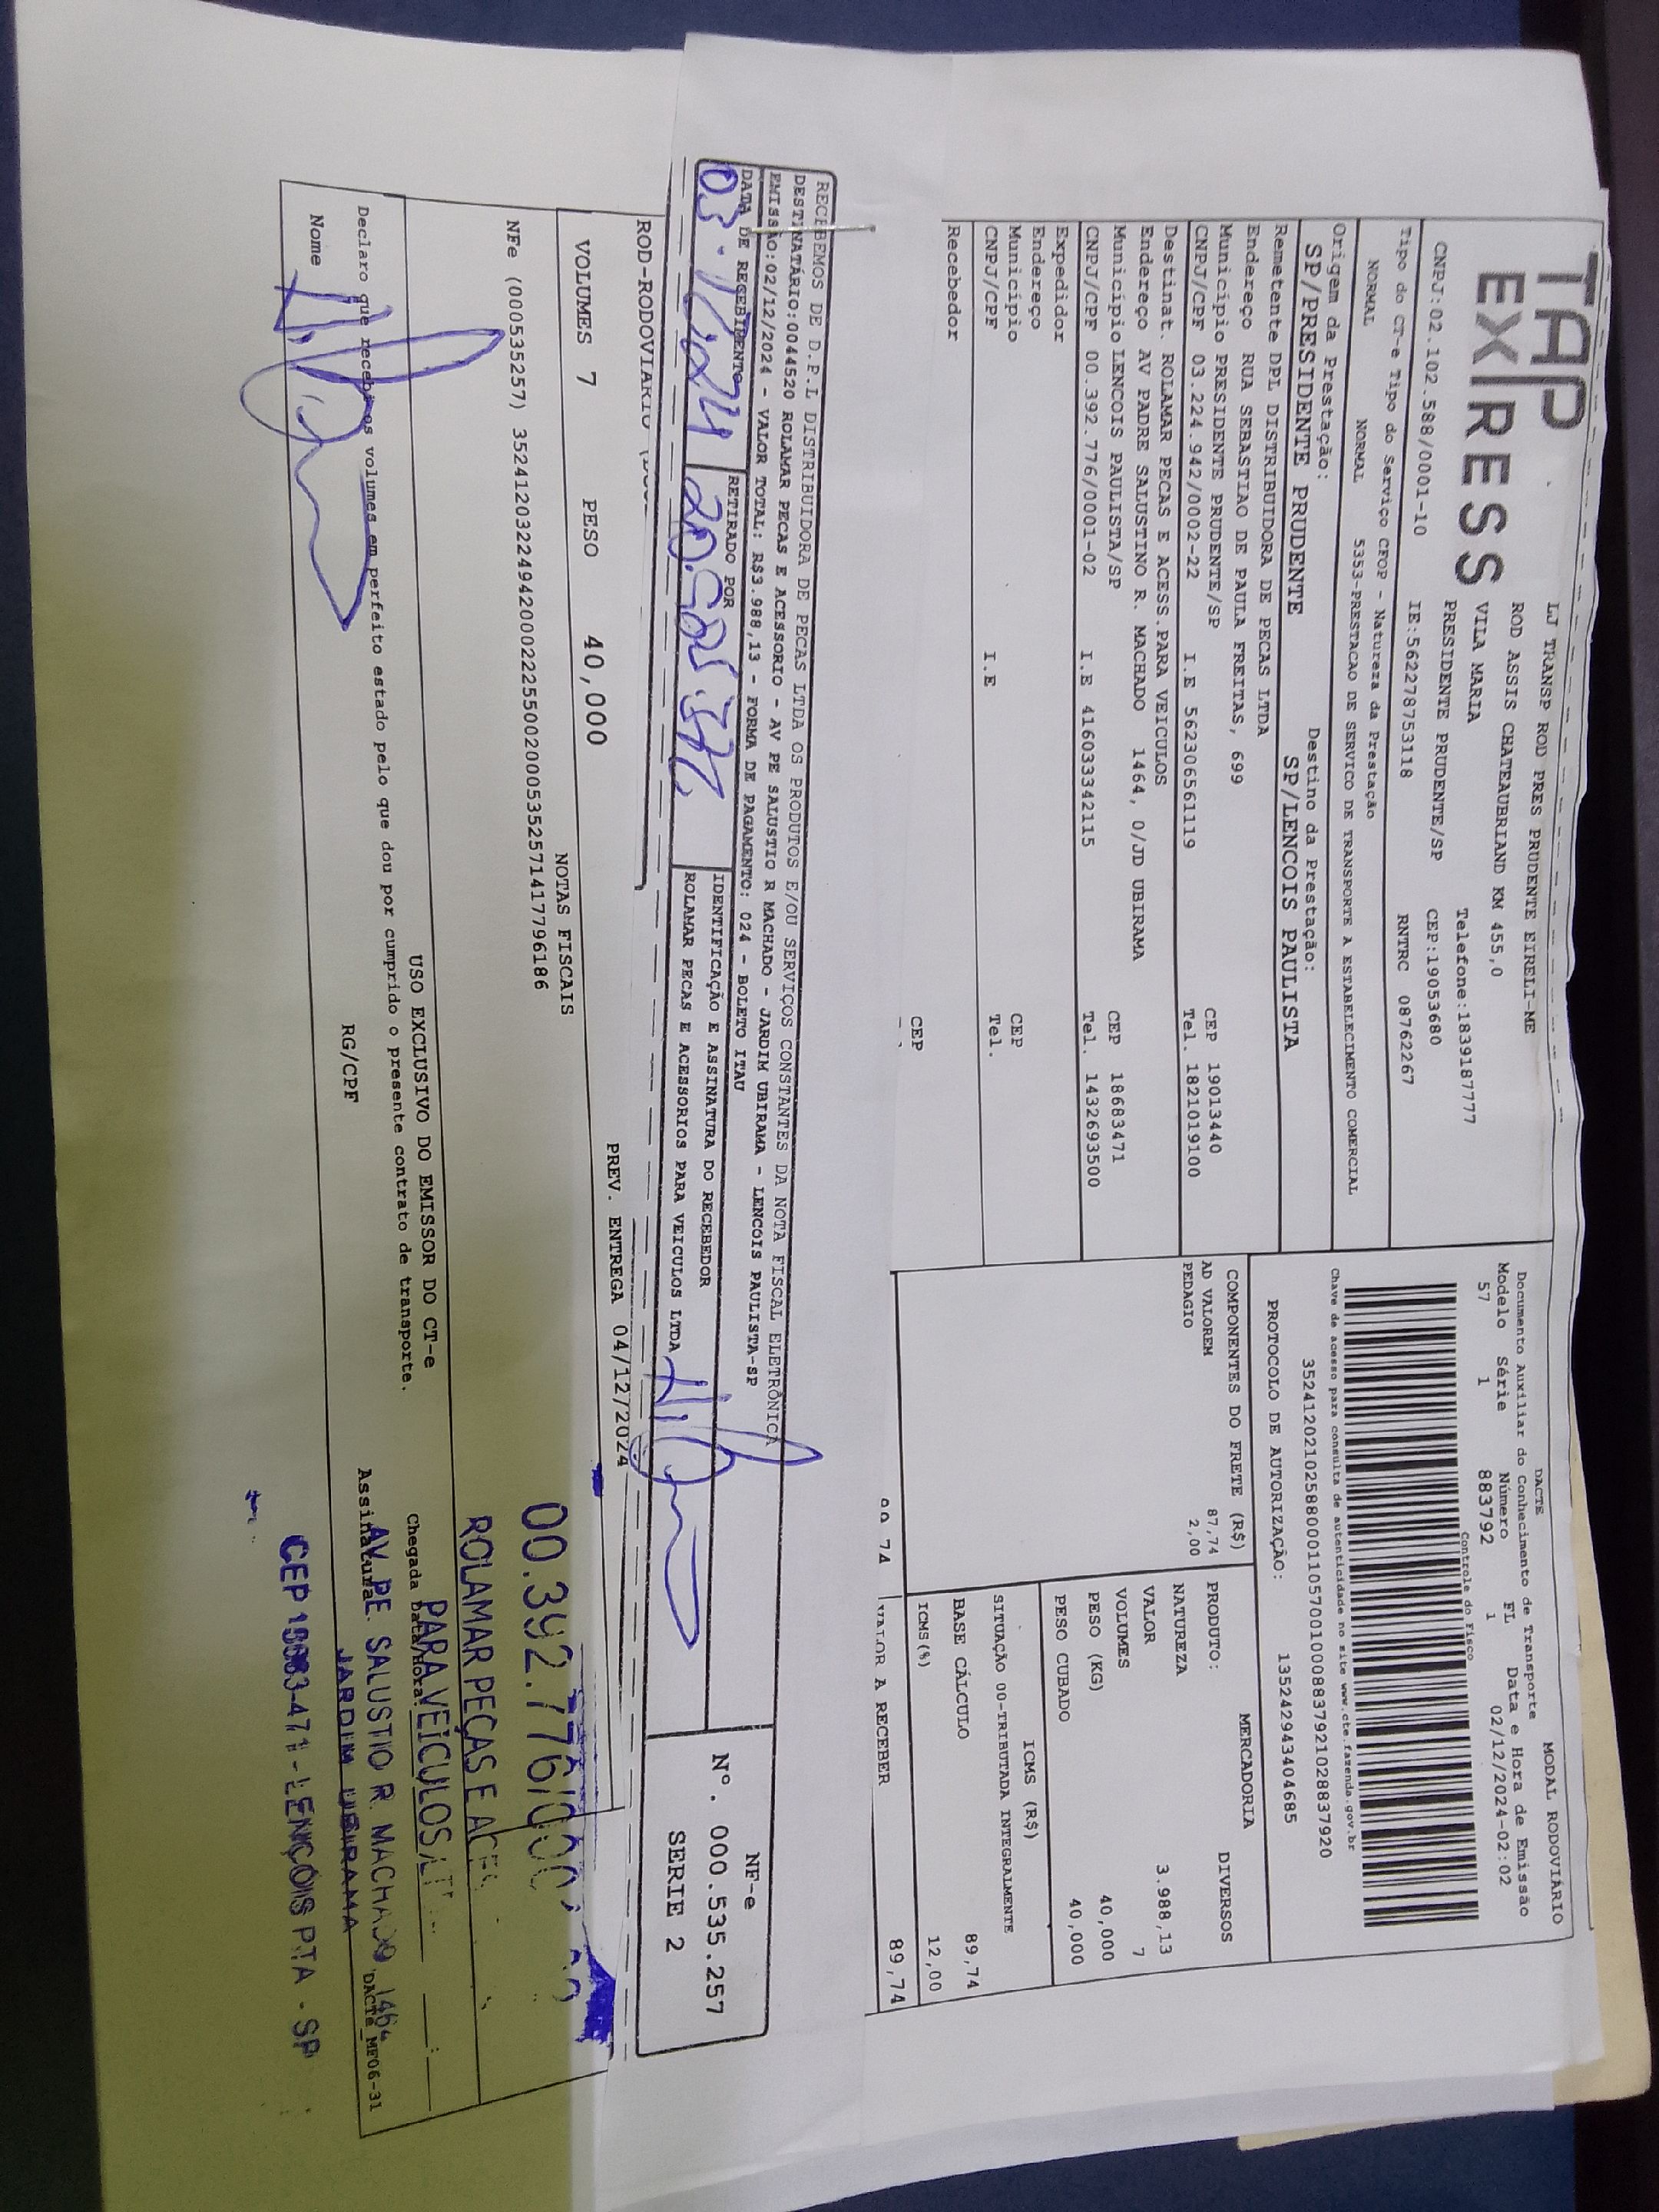 TAP
EXPRESS
LJ TRANSP ROD PRES PRUDENTE EIRELI-ME
ROD ASSIS CHATEAUBRIAND KM 455,0
VILA MARIA
Telefone:1839187777
PRESIDENTE PRUDENTE/SP
CEP:19053680
CNPJ:02.102.588/0001-10
IE:562278753118
RNTRC 08762267
Tipo do CT-e Tipo do Serviço CFOP - Natureza da Prestação
NORMAL NORMAL 5353-PRESTACAO DE SERVICO DE TRANSPORTE A ESTABELECIMENTO COMERCIAL
Origem da Prestação: Destino da Prestação:
SP/PRESIDENTE PRUDENTE SP/LENCOIS PAULISTA
Remetente DPL DISTRIBUIDORA DE PECAS LTDA
Endereço RUA SEBASTIAO DE PAULA FREITAS, 699
Município PRESIDENTE PRUDENTE/SP CEP 19013440
CNPJ/CPF 03.224.942/0002-22 I.E 562306561119 Tel. 1821019100
Destinat. ROLAMAR PECAS E ACESS.PARA VEICULOS
Endereço AV PADRE SALUSTINO R. MACHADO 1464, 0/JD UBIRAMA
Município LENCOIS PAULISTA/SP CEP 18683471
CNPJ/CPF 00.392.776/0001-02 I.E 416033342115 Tel. 1432693500
Expedidor
Endereço
Município CEP
CNPJ/CPF I.E Tel.
Recebedor
CEP
DACTE MODAL RODOVIÁRIO
Documento Auxiliar do Conhecimento de Transporte
Modelo Série Número FL Data e Hora de Emissão
57 1 883792 1 02/12/2024-02:02
Controle do Fisco
Chave de acesso para consulta de autenticidade no site www.cte.fazenda.gov.br
35241202102588000110570010008837921028837920
PROTOCOLO DE AUTORIZAÇÃO: 135242943404685
COMPONENTES DO FRETE (R$)
AD VALOREM 87,74
PEDAGIO 2,00
MERCADORIA
PRODUTO: DIVERSOS
NATUREZA
VALOR 3.988,13
VOLUMES 7
PESO (KG) 40,000
PESO CUBADO 40,000
ICMS (R$)
SITUAÇÃO 00-TRIBUTADA INTEGRALMENTE
BASE CÁLCULO 89,74
ICMS(%) 12,00
VALOR A RECEBER 89,74
RECEBEMOS DE D.P.L DISTRIBUIDORA DE PECAS LTDA OS PRODUTOS E/OU SERVIÇOS CONSTANTES DA NOTA FISCAL ELETRÔNICA
DESTINATÁRIO:0044520 ROLAMAR PECAS E ACESSORIO - AV PE SALUSTIO R MACHADO - JARDIM UBIRAMA - LENCOIS PAULISTA-SP
EMISSÃO:02/12/2024 - VALOR TOTAL: R$3.988,13 - FORMA DE PAGAMENTO: 024 - BOLETO ITAU
DATA DE RECEBIMENTO RETIRADO POR IDENTIFICAÇÃO E ASSINATURA DO RECEBEDOR
ROLAMAR PECAS E ACESSORIOS PARA VEICULOS LTDA
NF-e
Nº. 000.535.257
SERIE 2
VOLUMES 7 PESO 40,000
PREV. ENTREGA 04/12/2024
NOTAS FISCAIS
NFe (000535257) 35241203224942000222550020005352571417796186
00.392.776/000
ROLAMAR PEÇAS E
PARA VEÍCULOS
AV. PE. SALUSTIO R. MACHADO, 1464
JARDIM UBIRAMA
CEP 18683-471 - LENÇÓIS PTA - SP
USO EXCLUSIVO DO EMISSOR DO CT-e
Declaro que recebi os volumes em perfeito estado pelo que dou por cumprido o presente contrato de transporte.
Chegada Data/Hora:
Nome RG/CPF Assinatura
DACTE_MF06-31